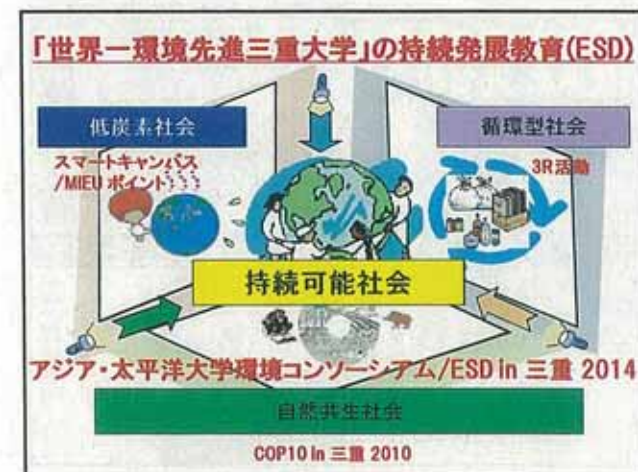 「世界一環境先進三重大学」の持続発展教育(ESD)
低炭素社会
循環型社会
スマートキャンパス
/MIEUポイント
3R活動
持続可能社会
アジア・太平洋大学環境コンソーシアム/ESD in 三重 2014
自然共生社会
COP10 in 三重 2010